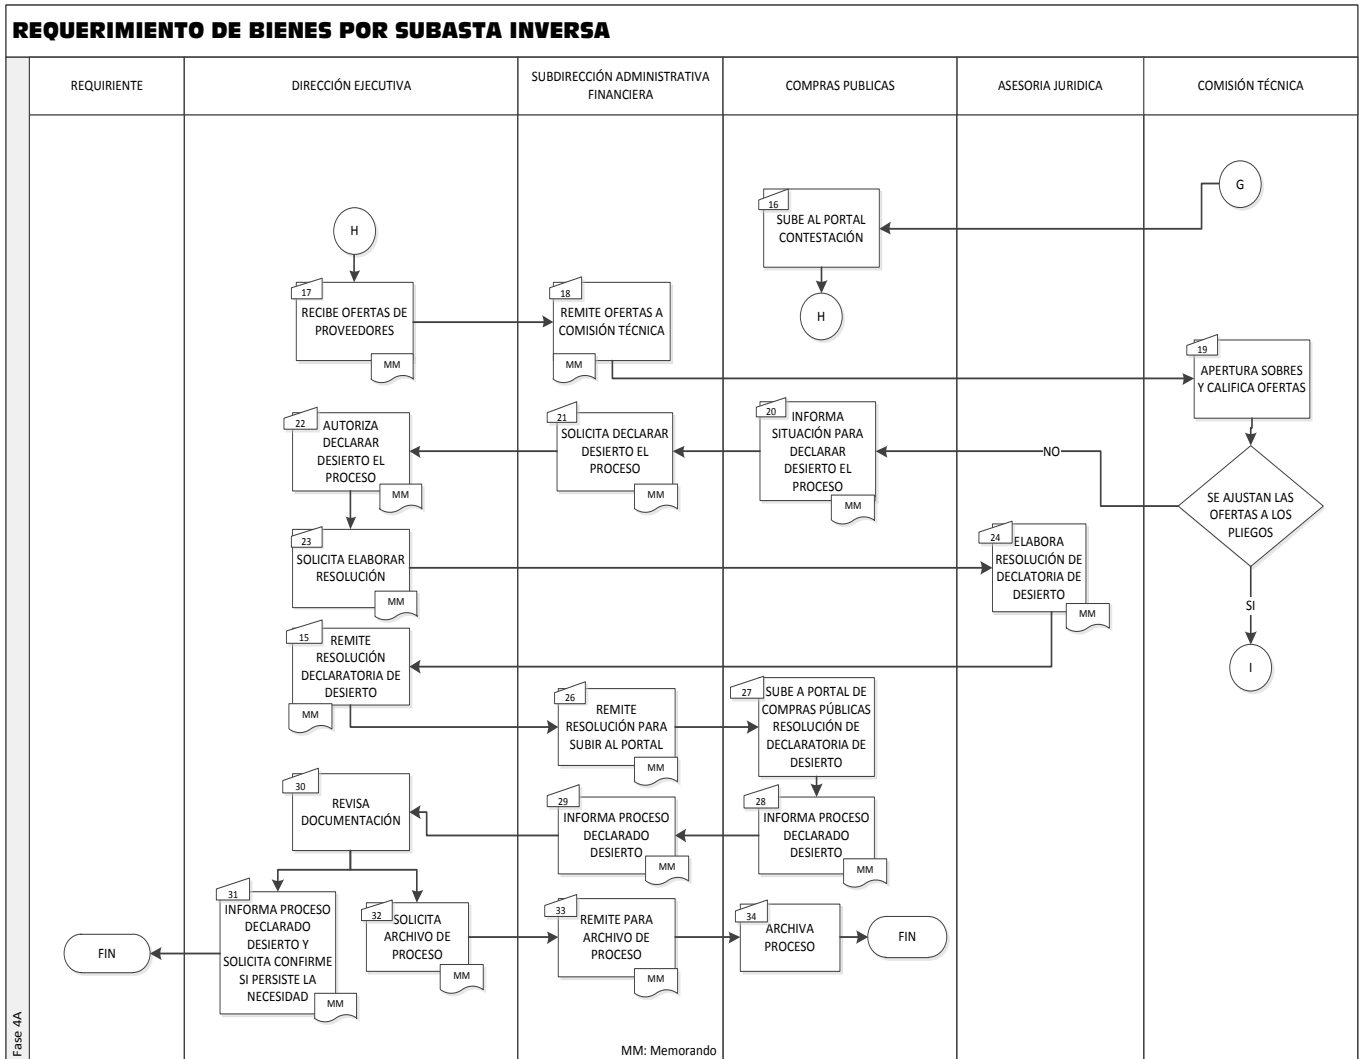 REQUERIMIENTO DE BIENES POR SUBASTA INVERSA
REQUIRIENTE
DIRECCIÓN EJECUTIVA
SUBDIRECCIÓN ADMINISTRATIVA
FINANCIERA
COMPRAS PUBLICAS
ASESORIA JURIDICA
COMISIÓN TÉCNICA
G
16
SUBE AL PORTAL
CONTESTACIÓN
H
H
17
RECIBE OFERTAS DE
PROVEEDORES
MM
18
REMITE OFERTAS A
COMISIÓN TÉCNICA
MM
19
APERTURA SOBRES
Y CALIFICA OFERTAS
SE AJUSTAN LAS
OFERTAS A LOS
PLIEGOS
NO
SI
I
20
INFORMA
SITUACIÓN PARA
DECLARAR
DESIERTO EL
PROCESO
MM
21
SOLICITA DECLARAR
DESIERTO EL
PROCESO
MM
22
AUTORIZA
DECLARAR
DESIERTO EL
PROCESO
MM
23
SOLICITA ELABORAR
RESOLUCIÓN
MM
24
ELABORA
RESOLUCIÓN DE
DECLATORIA DE
DESIERTO
MM
15
REMITE
RESOLUCIÓN
DECLARATORIA DE
DESIERTO
MM
26
REMITE
RESOLUCIÓN PARA
SUBIR AL PORTAL
MM
27
SUBE A PORTAL DE
COMPRAS PÚBLICAS
RESOLUCIÓN DE
DECLARATORIA DE
DESIERTO
28
INFORMA PROCESO
DECLARADO
DESIERTO
MM
29
INFORMA PROCESO
DECLARADO
DESIERTO
MM
30
REVISA
DOCUMENTACIÓN
31
INFORMA PROCESO
DECLARADO
DESIERTO Y
SOLICITA CONFIRME
SI PERSISTE LA
NECESIDAD
MM
FIN
32
SOLICITA
ARCHIVO DE
PROCESO
MM
33
REMITE PARA
ARCHIVO DE
PROCESO
MM
34
ARCHIVA
PROCESO
FIN
Fase 4A
MM: Memorando